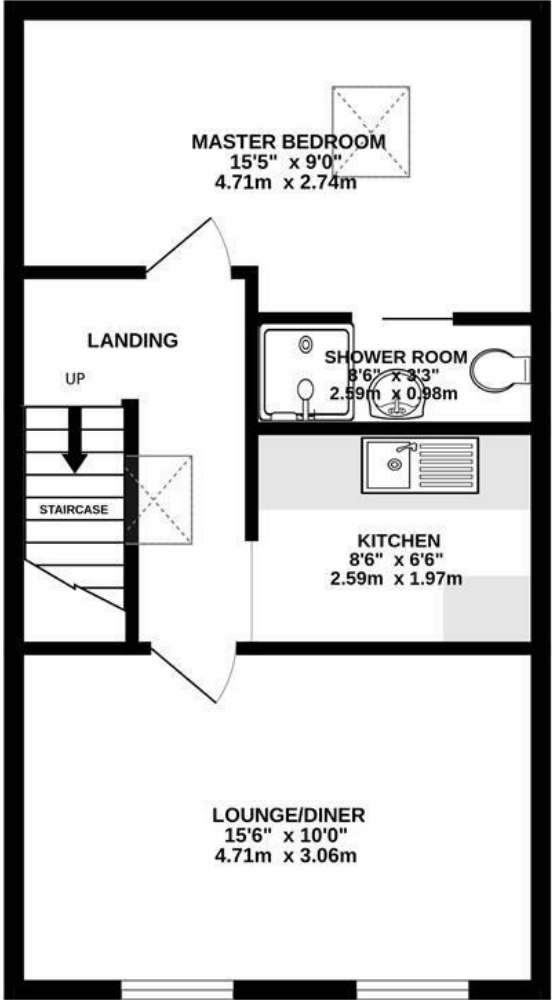 MASTER BEDROOM
15'5" x 9'0"
4.71m x 2.74m
LANDING
UP
SHOWER ROOM
8'6" x 3'3"
2.59m x 0.98m
STAIRCASE
KITCHEN
8'6" x 6'6"
2.59m x 1.97m
LOUNGE/DINER
15'6" x 10'0"
4.71m x 3.06m